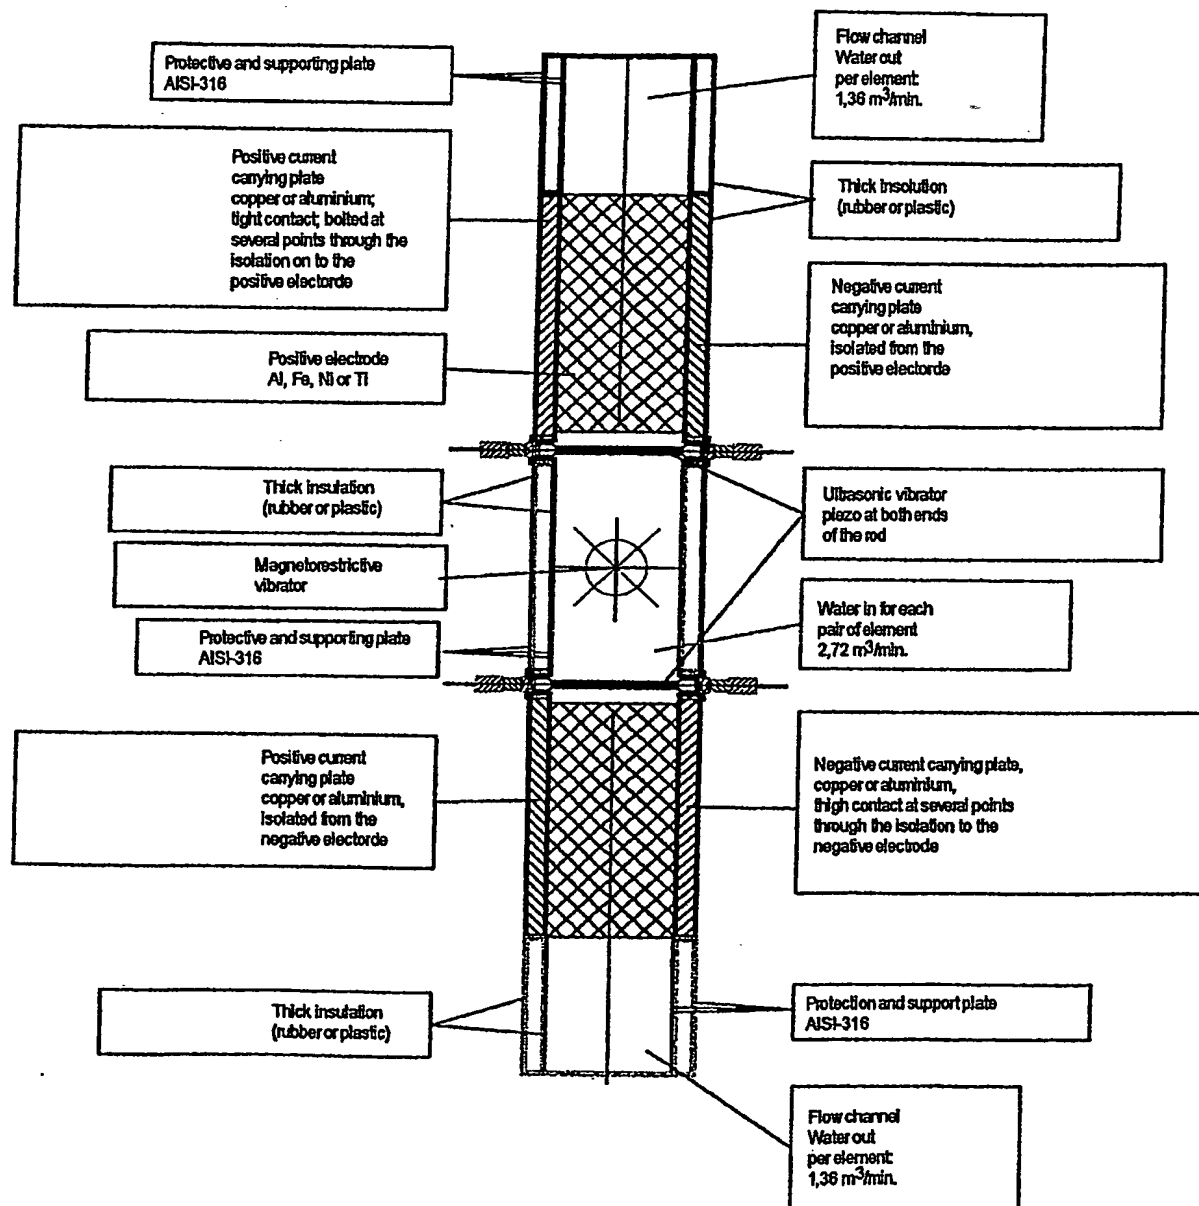 Protective and supporting plate
AISI-316
Flow channel
Water out
per element:
1,36 m³/min.
Positive current
carrying plate
copper or aluminium;
tight contact; bolted at
several points through the
isolation on to the
positive electorde
Thick insolution
(rubber or plastic)
Negative current
carrying plate
copper or aluminium,
isolated from the
positive electorde
Positive electrode
Al, Fe, Ni or Ti
Thick insulation
(rubber or plastic)
Ultrasonic vibrator
piezo at both ends
of the rod
Magnetorestrictive
vibrator
Water in for each
pair of element
2,72 m³/min.
Protective and supporting plate
AISI-316
Positive current
carrying plate
copper or aluminium,
isolated from the
negative electorde
Negative current carrying plate,
copper or aluminium,
thigh contact at several points
through the isolation to the
negative electrode
Thick insulation
(rubber or plastic)
Protection and support plate
AISI-316
Flow channel
Water out
per element:
1,36 m³/min.